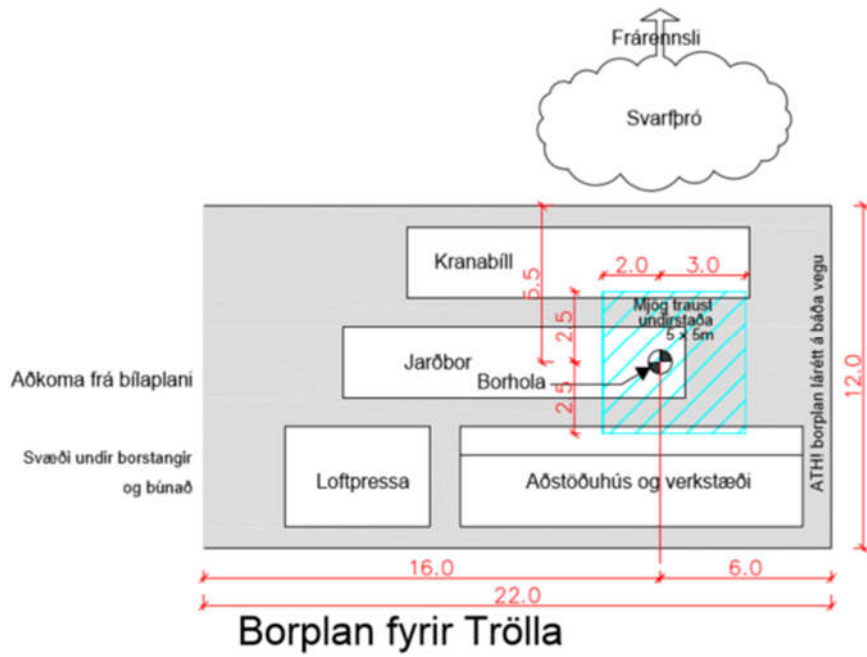 Frárennsli
Svarfþró
Kranabíll
2.0
3.0
5.5
2.5
Mjög traust
undirstaða
5 x 5m
Jarðbor
Borhola
2.5
12.0
ATH! borplan lárétt á báða vegu
Aðkoma frá bílaplani
Svæði undir borstangir
og búnað
Loftpressa
Aðstöðuhús og verkstæði
16.0
6.0
22.0
Borplan fyrir Trölla